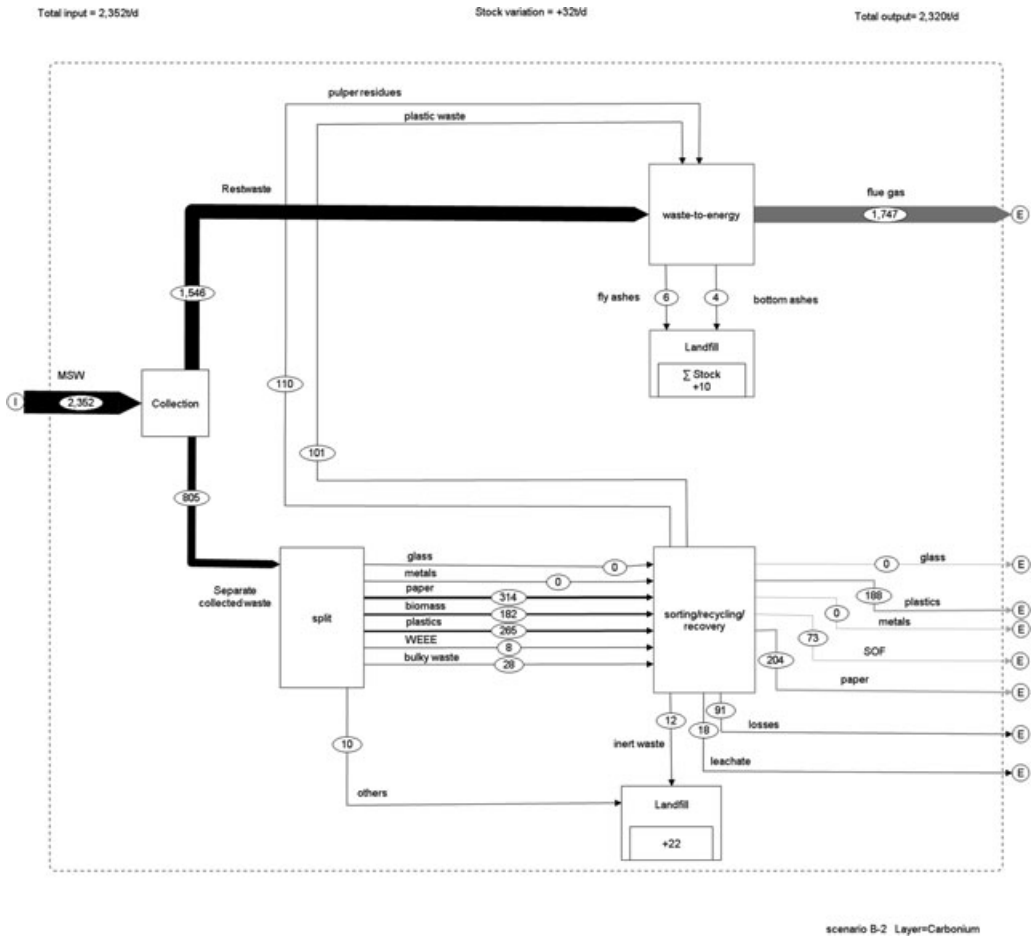 Total input = 2,352t/d
Stock variation = +32t/d
Total output= 2,320t/d
pulper residues
plastic waste
Restwaste
waste-to-energy
flue gas
1,747
E
fly ashes
6
4
bottom ashes
1,546
Landfill
∑ Stock
+10
MSW
I
2,352
Collection
110
101
805
Separate
collected waste
split
glass
0
metals
0
paper
314
biomass
182
plastics
265
WEEE
8
bulky waste
28
sorting/recycling/
recovery
0
glass
E
188
plastics
E
0
metals
E
73
SOF
E
204
paper
E
91
losses
E
18
leachate
E
12
inert waste
10
others
Landfill
+22
scenario B-2 Layer=Carbonium